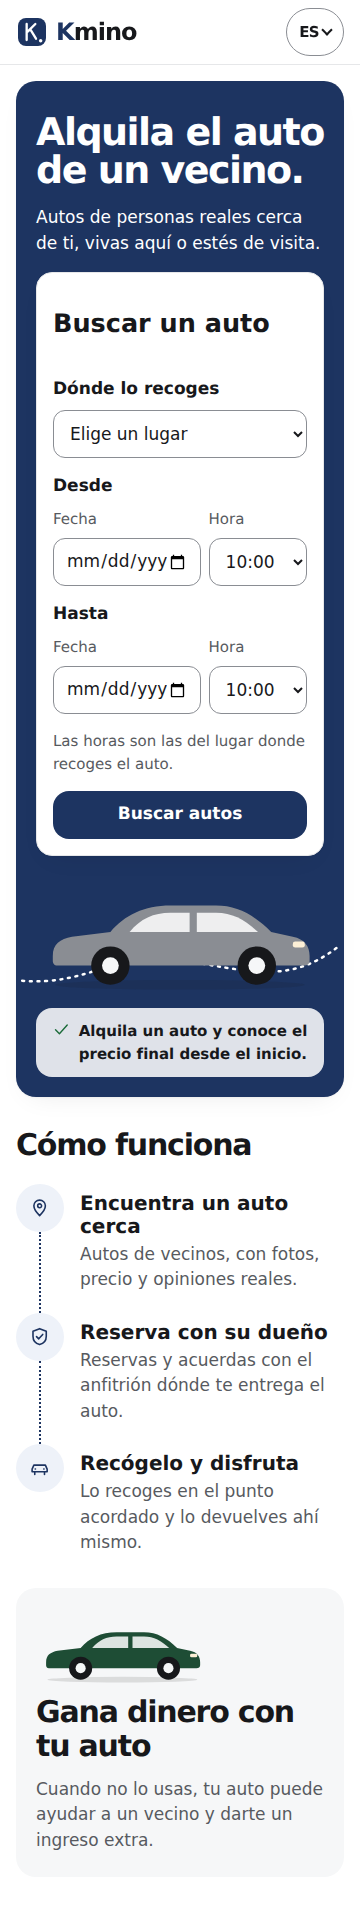 K Kmino
ES
Alquila el auto
de un vecino.
Autos de personas reales cerca
de ti, vivas aquí o estés de visita.
Buscar un auto
Dónde lo recoges
Elige un lugar
Desde
Fecha Hora
mm/dd/yyy 10:00
Hasta
Fecha Hora
mm/dd/yyy 10:00
Las horas son las del lugar donde
recoges el auto.
Buscar autos
Alquila un auto y conoce el
precio final desde el inicio.
Cómo funciona
Encuentra un auto
cerca
Autos de vecinos, con fotos,
precio y opiniones reales.
Reserva con su dueño
Reservas y acuerdas con el
anfitrión dónde te entrega el
auto.
Recógelo y disfruta
Lo recoges en el punto
acordado y lo devuelves ahí
mismo.
Gana dinero con
tu auto
Cuando no lo usas, tu auto puede
ayudar a un vecino y darte un
ingreso extra.